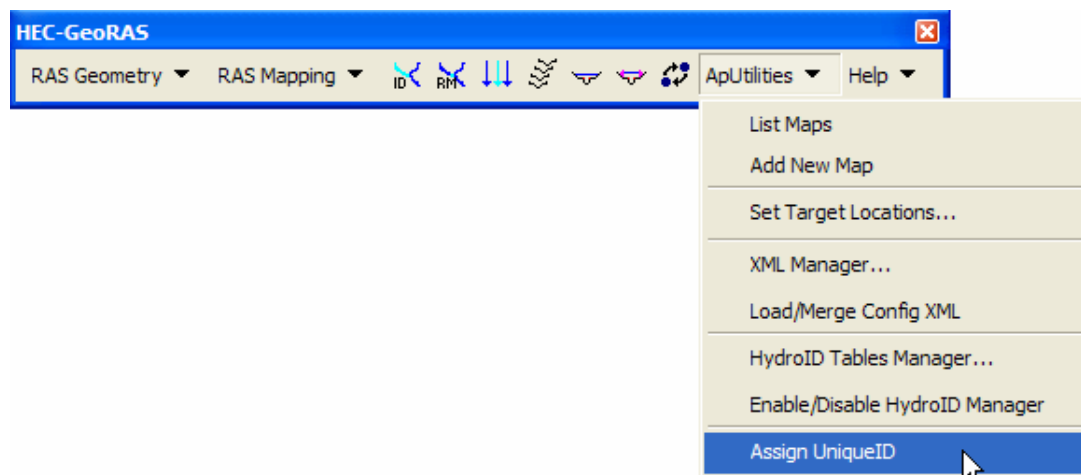 HEC-GeoRAS
RAS Geometry RAS Mapping ID RM ApUtilities Help
List Maps
Add New Map
Set Target Locations...
XML Manager...
Load/Merge Config XML
HydroID Tables Manager...
Enable/Disable HydroID Manager
Assign UniqueID